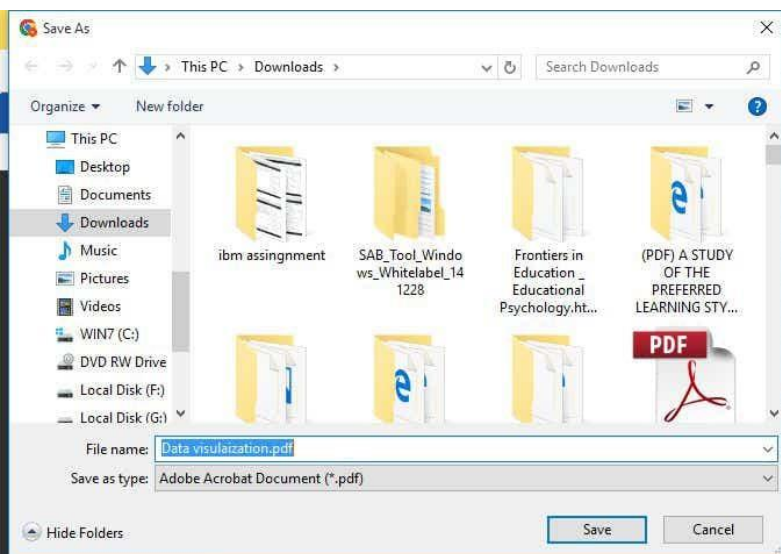 Save As
This PC > Downloads >
Search Downloads
Organize
New folder
This PC
Desktop
Documents
Downloads
Music
Pictures
Videos
WIN7 (C:)
DVD RW Drive
Local Disk (F:)
Local Disk (G:)
ibm assingnment
SAB_Tool_Windo
ws_Whitelabel_14
1228
Frontiers in
Education _
Educational
Psychology.ht...
(PDF) A STUDY
OF THE
PREFERRED
LEARNING STY...
PDF
File name: Data visulaization.pdf
Save as type: Adobe Acrobat Document (*.pdf)
Hide Folders
Save
Cancel